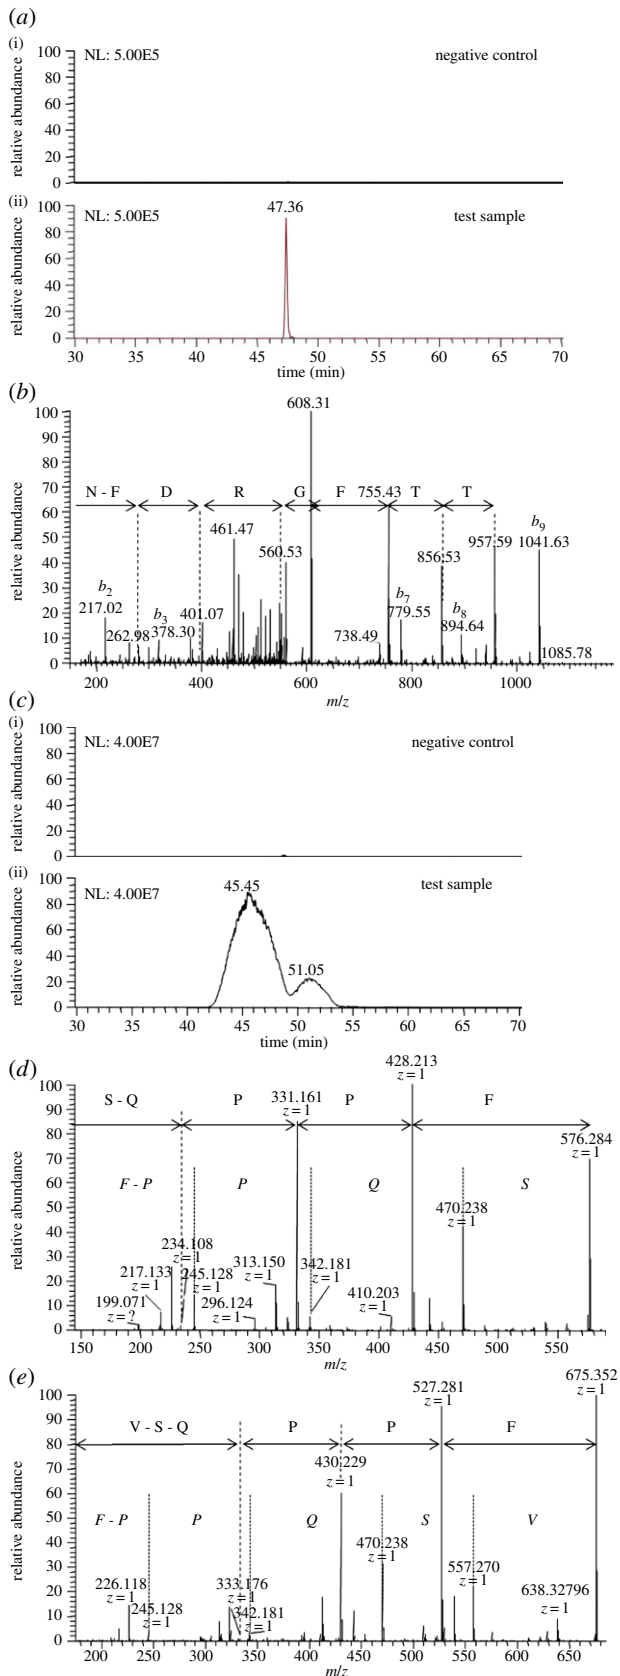 (a)
(i)
NL: 5.00E5
negative control
relative abundance
100
80
60
40
20
0
(ii)
NL: 5.00E5
47.36
test sample
relative abundance
100
80
60
40
20
0
30 35 40 45 50 55 60 65 70
time (min)
(b)
relative abundance
100
90
80
70
60
50
40
30
20
10
0
608.31
N - F D R G F 755.43 T T
461.47
560.53
856.53
957.59
b9
1041.63
b2
217.02
262.98
b3
378.30
401.07
738.49
b7
779.55
b8
894.64
1085.78
200 400 600 800 1000
m/z
(c)
(i)
NL: 4.00E7
negative control
relative abundance
100
80
60
40
20
0
(ii)
NL: 4.00E7
45.45
51.05
test sample
relative abundance
100
80
60
40
20
0
30 35 40 45 50 55 60 65 70
time (min)
(d)
relative abundance
100
90
80
70
60
50
40
30
20
10
0
428.213
z = 1
331.161
z = 1
S - Q P P F
576.284
z = 1
F - P P Q S
470.238
z = 1
234.108
z = 1
217.133
z = 1
245.128
z = 1
313.150
z = 1
342.181
z = 1
199.071
z = ?
296.124
z = 1
410.203
z = 1
150 200 250 300 350 400 450 500 550
m/z
(e)
relative abundance
100
90
80
80
70
60
50
40
30
20
10
0
675.352
z = 1
527.281
z = 1
V - S - Q P P F
430.229
z = 1
F - P P Q S V
470.238
z = 1
557.270
z = 1
226.118
z = 1
245.128
z = 1
333.176
z = 1
342.181
z = 1
638.32796
z = 1
200 250 300 350 400 450 500 550 600 650
m/z